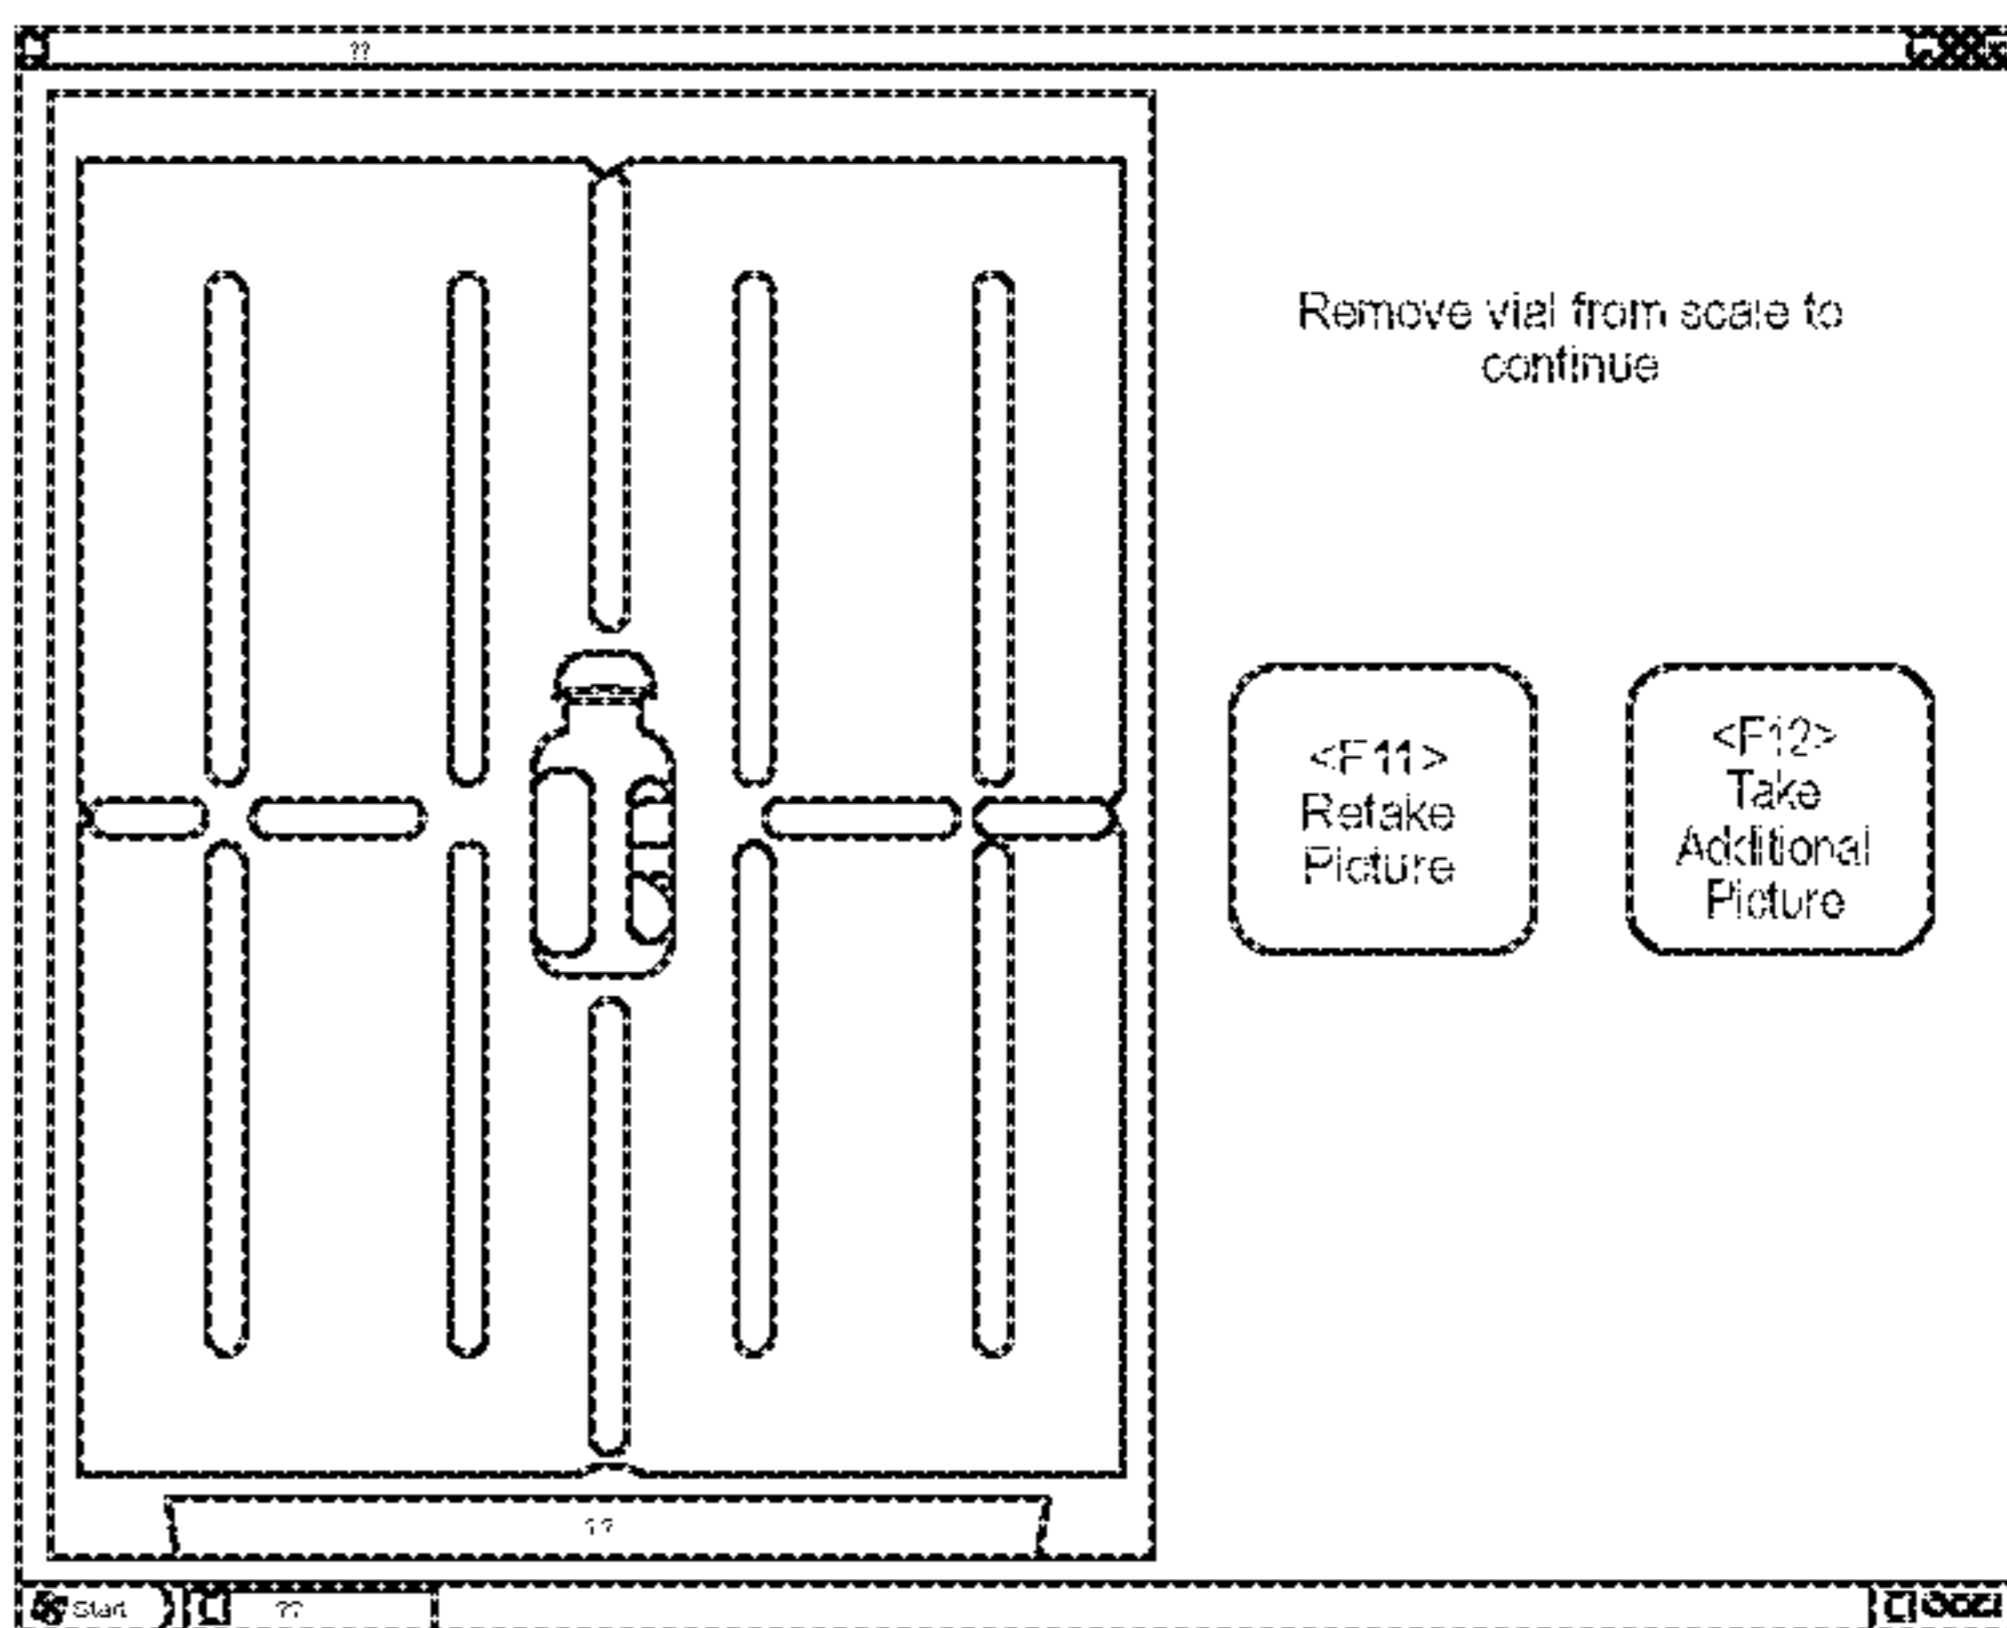 ??
Remove vial from scale to
continue
<F11>
Retake
Picture
<F12>
Take
Additional
Picture
??
Start
??